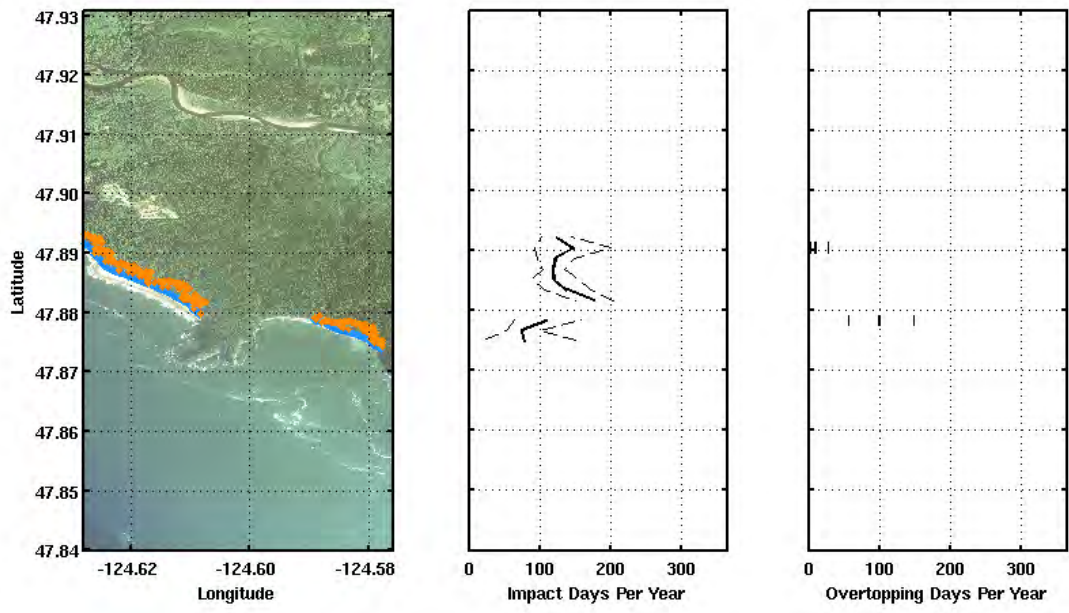 47.93
47.92
47.91
47.90
47.89
47.88
47.87
47.86
47.85
47.84
Latitude
-124.62 -124.60 -124.58
Longitude
0 100 200 300
Impact Days Per Year
0 100 200 300
Overtopping Days Per Year